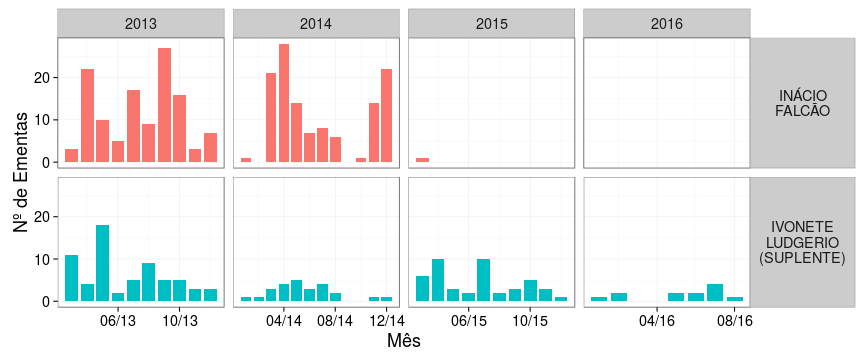 2013 2014 2015 2016
Nº de Ementas
20
10
0
INÁCIO
FALCÃO
20
10
0
IVONETE
LUDGERIO
(SUPLENTE)
06/13 10/13 04/14 08/14 12/14 06/15 10/15 04/16 08/16
Mês